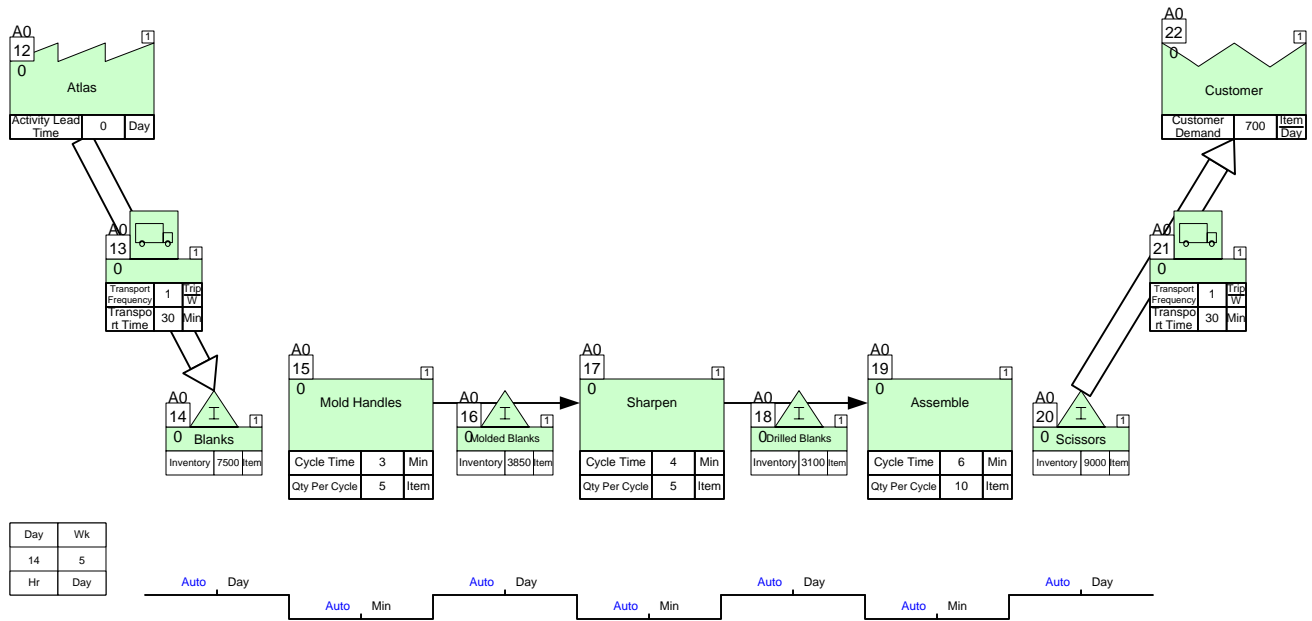 A0
12
0
1
Atlas
Activity Lead
Time
0
Day
A0
22
0
1
Customer
Customer
Demand
700
Item
Day
A0
13
0
1
Transport
Frequency
1
Trip
W
Transpo
rt Time
30
Min
A0
21
0
1
Transport
Frequency
1
Trip
W
Transpo
rt Time
30
Min
A0
14
0
I
1
Blanks
Inventory
7500
Item
A0
15
0
1
Mold Handles
Cycle Time
3
Min
Qty Per Cycle
5
Item
A0
16
0
I
1
Molded Blanks
Inventory
3850
Item
A0
17
0
1
Sharpen
Cycle Time
4
Min
Qty Per Cycle
5
Item
A0
18
0
I
1
Drilled Blanks
Inventory
3100
Item
A0
19
0
1
Assemble
Cycle Time
6
Min
Qty Per Cycle
10
Item
A0
20
0
I
1
Scissors
Inventory
9000
Item
Day Wk
14 5
Hr Day
Auto Day
Auto Min
Auto Day
Auto Min
Auto Day
Auto Min
Auto Day